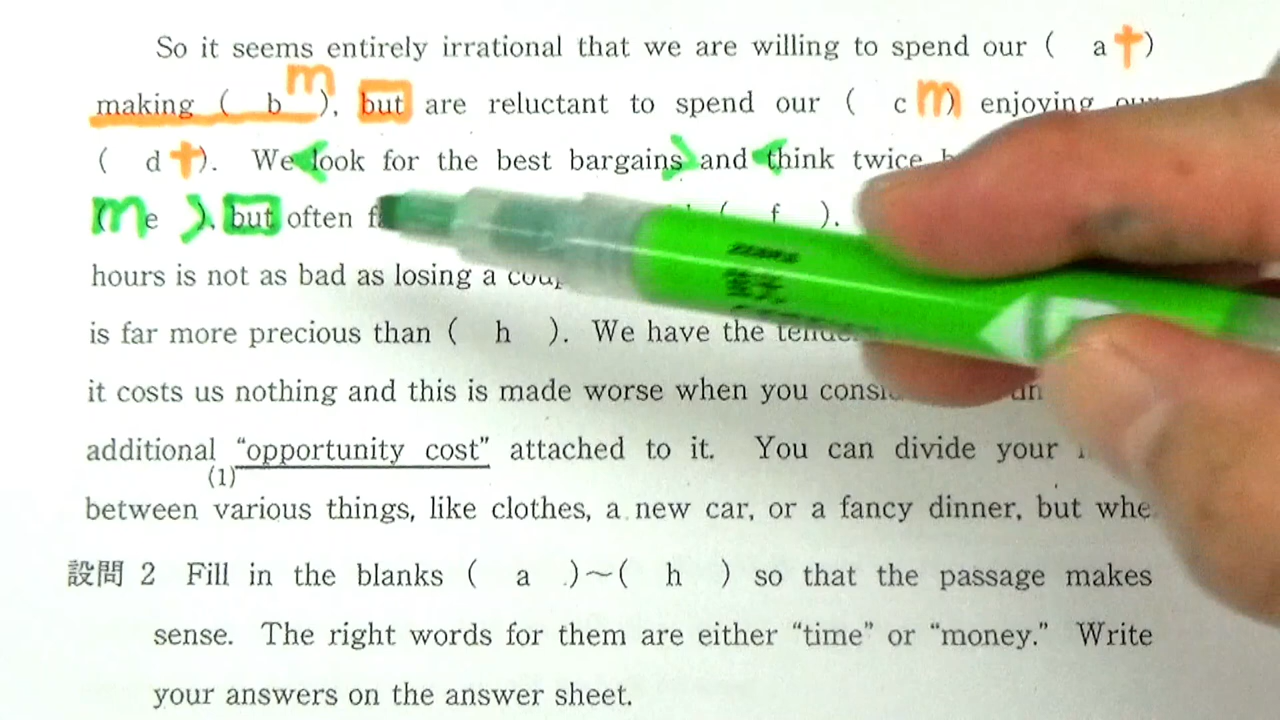 So it seems entirely irrational that we are willing to spend our ( a t )
making ( b m ), but are reluctant to spend our ( c m ) enjoying our
( d t ). We look for the best bargains and think twice
( m e ), but often ( f ).
hours is not as bad as losing a
is far more precious than ( h ). We have the
it costs us nothing and this is made worse when you
additional "opportunity cost" attached to it. You can divide your
(1)
between various things, like clothes, a new car, or a fancy dinner, but whe
設問 2 Fill in the blanks ( a )~( h ) so that the passage makes
sense. The right words for them are either "time" or "money." Write
your answers on the answer sheet.